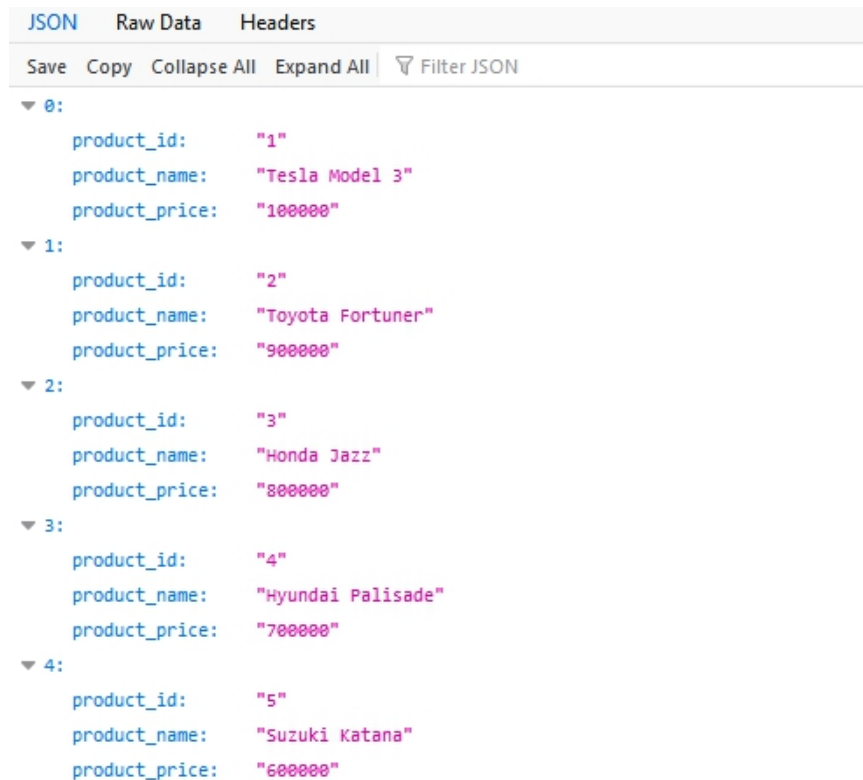 JSON Raw Data Headers
Save Copy Collapse All Expand All Filter JSON
0:
product_id: "1"
product_name: "Tesla Model 3"
product_price: "100000"
1:
product_id: "2"
product_name: "Toyota Fortuner"
product_price: "900000"
2:
product_id: "3"
product_name: "Honda Jazz"
product_price: "800000"
3:
product_id: "4"
product_name: "Hyundai Palisade"
product_price: "700000"
4:
product_id: "5"
product_name: "Suzuki Katana"
product_price: "600000"